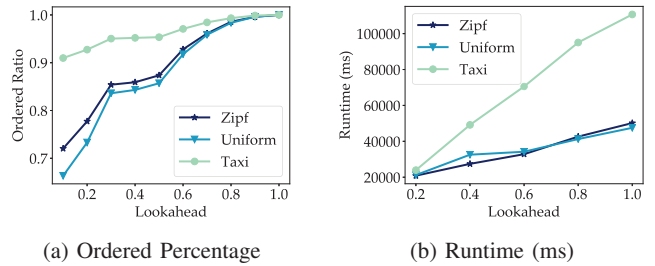 1.0
0.9
0.8
0.7
Ordered Ratio
Zipf
Uniform
Taxi
0.2 0.4 0.6 0.8 1.0
Lookahead
(a) Ordered Percentage
100000
80000
60000
40000
20000
Runtime (ms)
Zipf
Uniform
Taxi
0.2 0.4 0.6 0.8 1.0
Lookahead
(b) Runtime (ms)